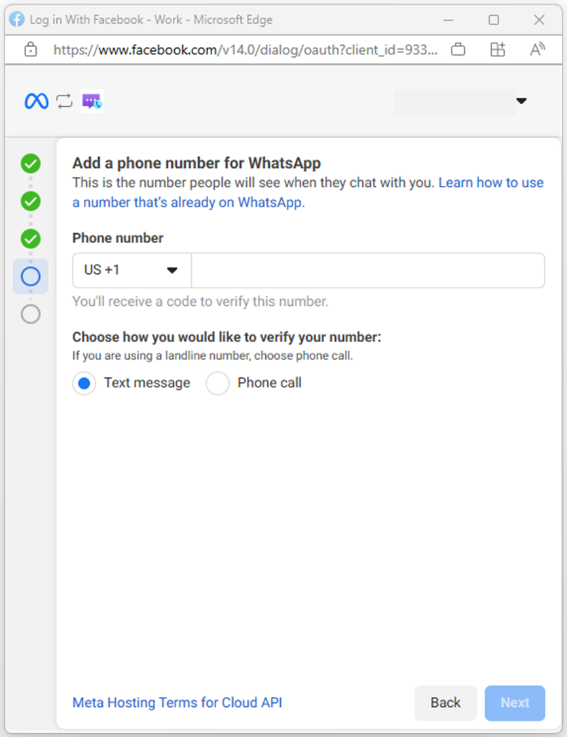 Log in With Facebook - Work - Microsoft Edge
https://www.facebook.com/v14.0/dialog/oauth?client_id=933...
Add a phone number for WhatsApp
This is the number people will see when they chat with you. Learn how to use
a number that's already on WhatsApp.
Phone number
US +1
You'll receive a code to verify this number.
Choose how you would like to verify your number:
If you are using a landline number, choose phone call.
Text message Phone call
Meta Hosting Terms for Cloud API Back Next